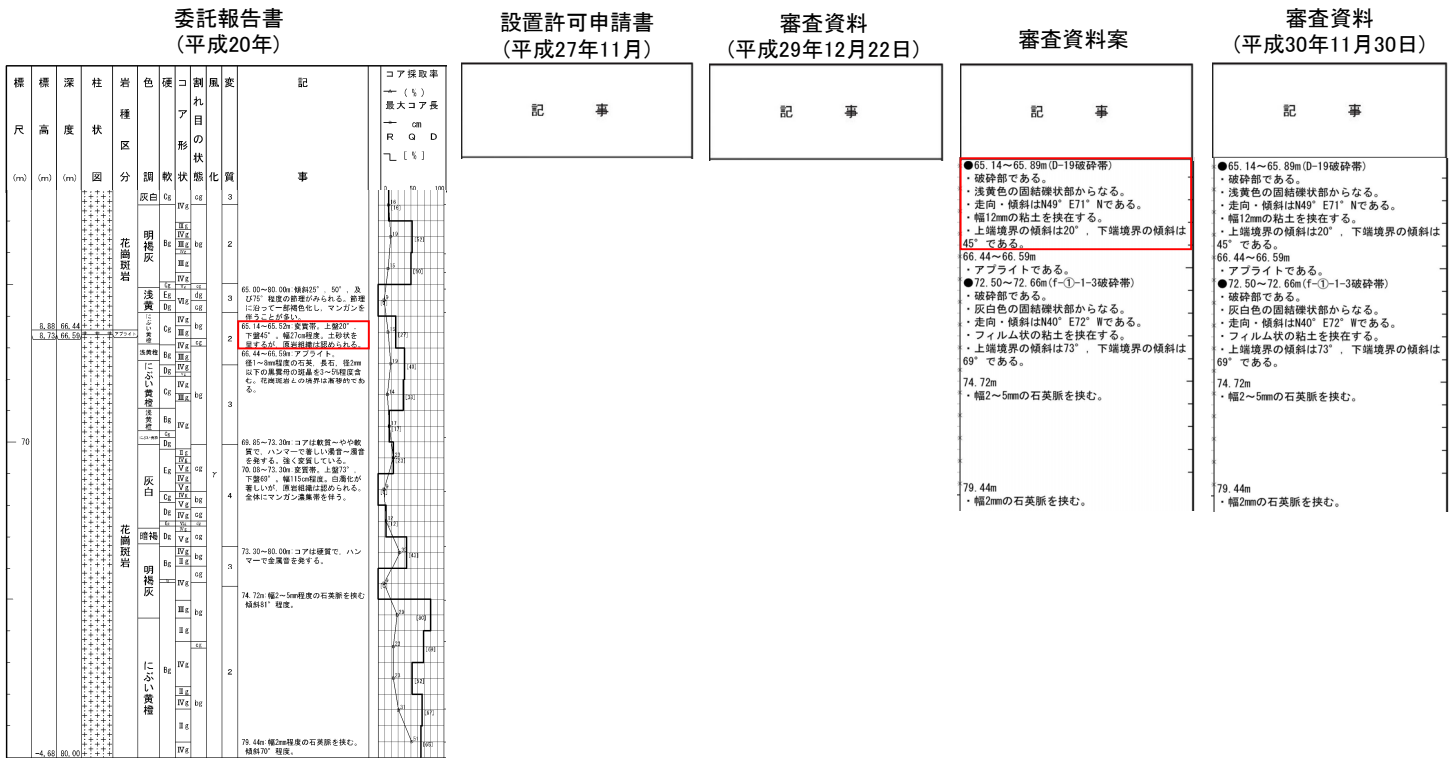 委託報告書
(平成20年)
設置許可申請書
(平成27年11月)
審査資料
(平成29年12月22日)
審査資料案
審査資料
(平成30年11月30日)
標尺(m)
標高(m)
深度(m)
柱状図
岩種区分
色調
硬軟
コア形状
割れ目の状態
風化
変質
記事
コア採取率
(%)
最大コア長
cm
RQD
[%]
0 50 100
灰白
明褐灰
浅黄
にぶい黄橙
浅黄橙
にぶい黄橙
浅黄橙
灰白
暗褐
明褐灰
にぶい黄橙
花崗斑岩
アプライト
花崗斑岩
8.88 66.44
8.73 66.59
70
-4.68 80.00
γ
65.00~80.00m:傾斜25°,50°,及
び75°程度の節理がみられる。節理
に沿って一部褐色化し,マンガンを
伴うことが多い。
65.14~65.52m:変質帯。上盤20°,
下盤45°,幅27cm程度。土砂状を
呈するが,原岩組織は認められる。
66.44~66.59m:アプライト。
径1~8mm程度の石英,長石,径2mm
以下の黒雲母の斑晶を3~5%程度含
む。花崗斑岩との境界は漸移的であ
る。
69.85~73.30m:コアは軟質~やや軟
質で,ハンマーで著しい濁音~濁音
を発する。強く変質している。
70.08~73.30m:変質帯。上盤73°,
下盤69°,幅115cm程度。白濁化が
著しいが,原岩組織は認められる。
全体にマンガン濃集帯を伴う。
73.30~80.00m:コアは硬質で,ハン
マーで金属音を発する。
74.72m:幅2~5mm程度の石英脈を挟む
傾斜81°程度。
79.44m:幅2mm程度の石英脈を挟む。
傾斜70°程度。
記事
記事
記事
●65.14~65.89m(D-19破砕帯)
・破砕部である。
・浅黄色の固結礫状部からなる。
・走向・傾斜はN49°E71°Nである。
・幅12mmの粘土を挟在する。
・上端境界の傾斜は20°,下端境界の傾斜は
45°である。
66.44~66.59m
・アプライトである。
●72.50~72.66m(f-①-1-3破砕帯)
・破砕部である。
・灰白色の固結礫状部からなる。
・走向・傾斜はN40°E72°Wである。
・フィルム状の粘土を挟在する。
・上端境界の傾斜は73°,下端境界の傾斜は
69°である。
74.72m
・幅2~5mmの石英脈を挟む。
79.44m
・幅2mmの石英脈を挟む。
記事
●65.14~65.89m(D-19破砕帯)
・破砕部である。
・浅黄色の固結礫状部からなる。
・走向・傾斜はN49°E71°Nである。
・幅12mmの粘土を挟在する。
・上端境界の傾斜は20°,下端境界の傾斜は
45°である。
66.44~66.59m
・アプライトである。
●72.50~72.66m(f-①-1-3破砕帯)
・破砕部である。
・灰白色の固結礫状部からなる。
・走向・傾斜はN40°E72°Wである。
・フィルム状の粘土を挟在する。
・上端境界の傾斜は73°,下端境界の傾斜は
69°である。
74.72m
・幅2~5mmの石英脈を挟む。
79.44m
・幅2mmの石英脈を挟む。